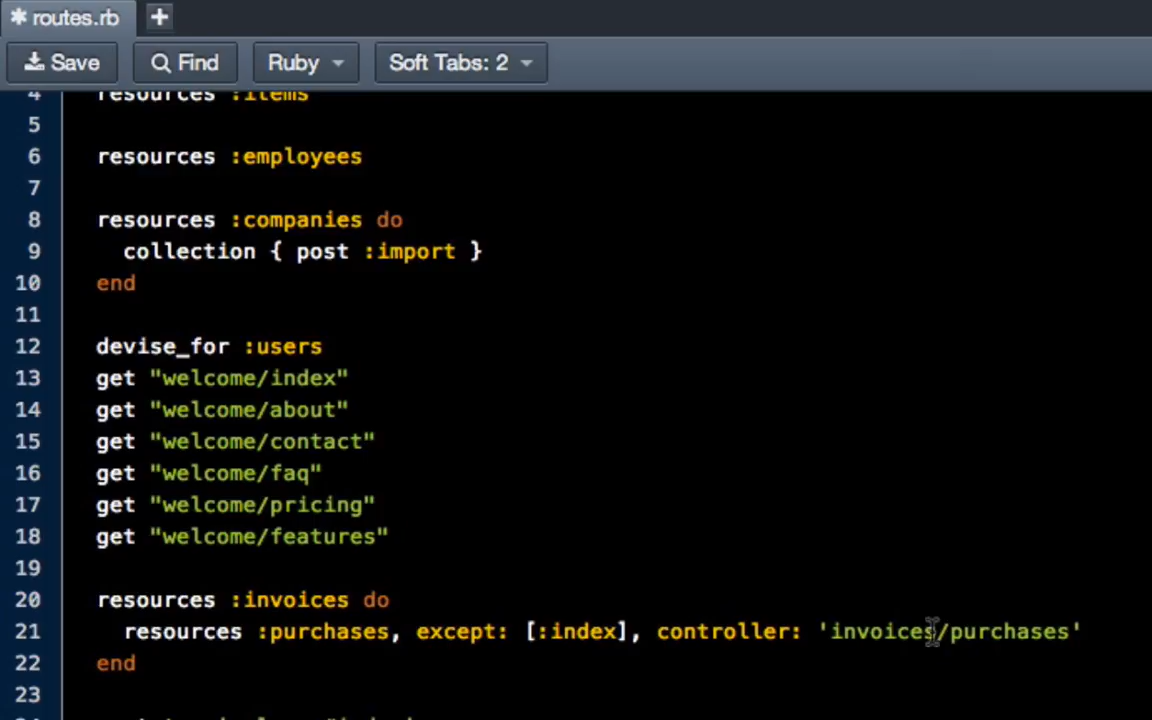 * routes.rb
Save Find Ruby Soft Tabs: 2
4 resources :items
5
6 resources :employees
7
8 resources :companies do
9 collection { post :import }
10 end
11
12 devise_for :users
13 get "welcome/index"
14 get "welcome/about"
15 get "welcome/contact"
16 get "welcome/faq"
17 get "welcome/pricing"
18 get "welcome/features"
19
20 resources :invoices do
21 resources :purchases, except: [:index], controller: 'invoices/purchases'
22 end
23